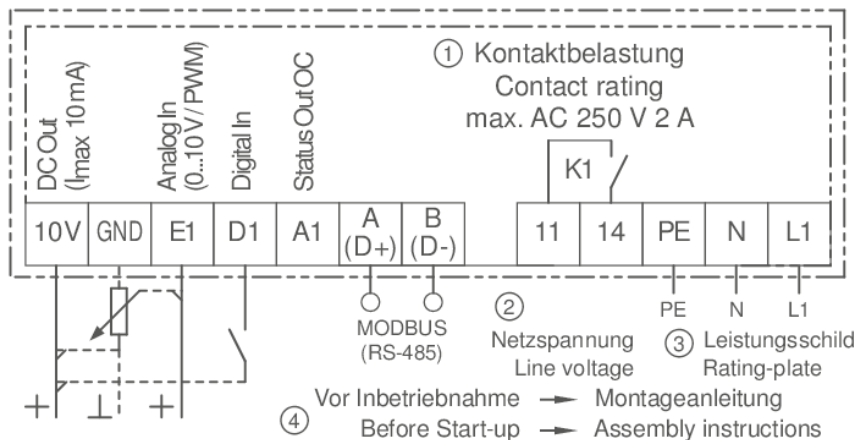 DC Out
(Imax 10 mA)
Analog In
(0...10 V / PWM)
Digital In
Status Out OC
① Kontaktbelastung
Contact rating
max. AC 250 V 2 A
K1
10V GND E1 D1 A1 A (D+) B (D-) 11 14 PE N L1
MODBUS
(RS-485)
② Netzspannung
Line voltage
PE N L1
③ Leistungsschild
Rating-plate
④ Vor Inbetriebnahme → Montageanleitung
Before Start-up → Assembly instructions
+ ⊥ +